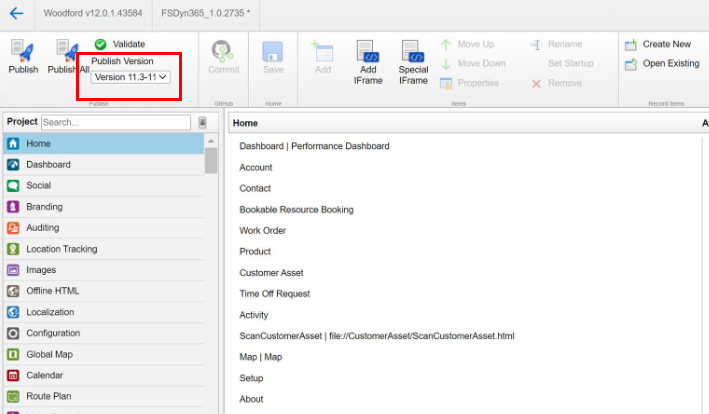 Woodford v12.0.1.43584
FSDyn365_1.0.2735 *
Publish
Publish All
Validate
Publish Version
Version 11.3-11
Publish
Commit
GitHub
Save
Home
Add
Add IFrame
Special IFrame
Move Up
Move Down
Properties
Rename
Set Startup
Remove
Items
Create New
Open Existing
Record Items
Project
Search...
Home
Dashboard
Social
Branding
Auditing
Location Tracking
Images
Offline HTML
Localization
Configuration
Global Map
Calendar
Route Plan
Home
A
Dashboard | Performance Dashboard
Account
Contact
Bookable Resource Booking
Work Order
Product
Customer Asset
Time Off Request
Activity
ScanCustomerAsset | file://CustomerAsset/ScanCustomerAsset.html
Map | Map
Setup
About